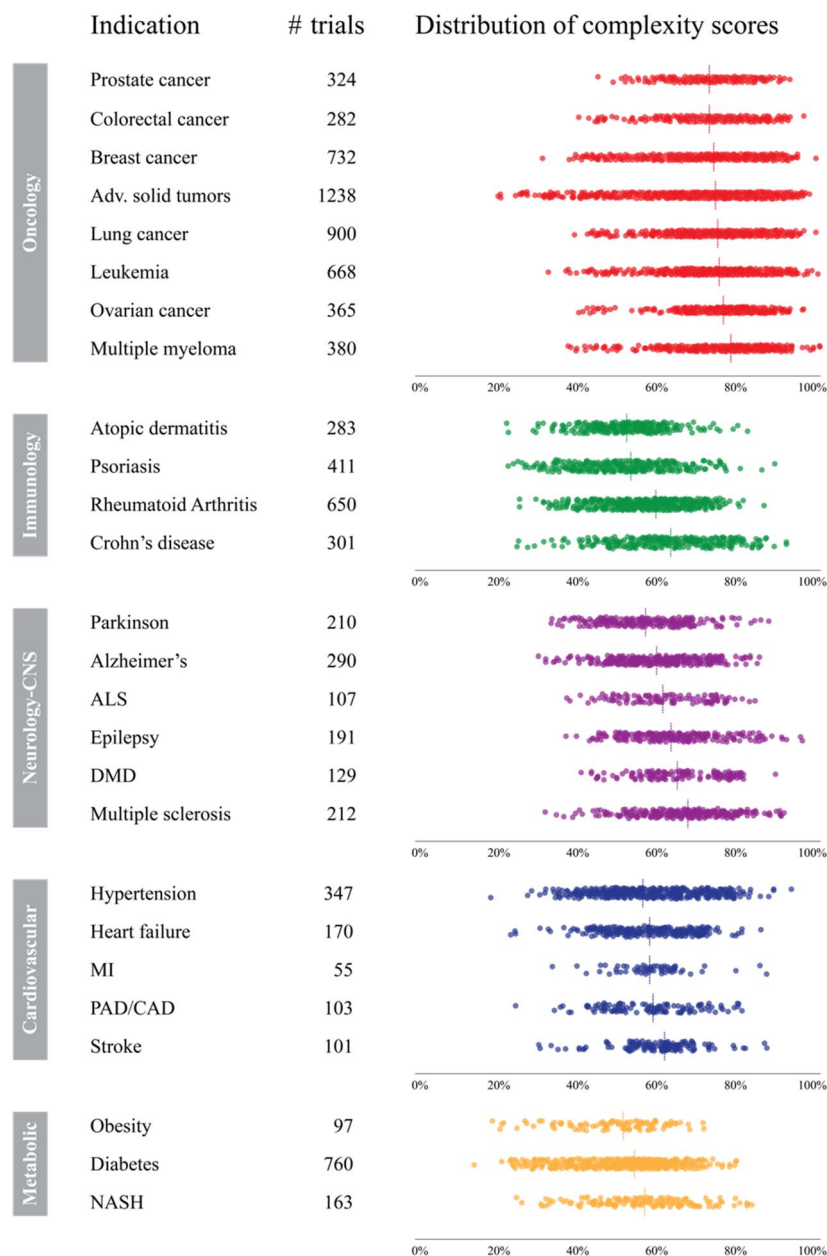 Indication # trials Distribution of complexity scores
Oncology
Prostate cancer 324
Colorectal cancer 282
Breast cancer 732
Adv. solid tumors 1238
Lung cancer 900
Leukemia 668
Ovarian cancer 365
Multiple myeloma 380
0% 20% 40% 60% 80% 100%
Immunology
Atopic dermatitis 283
Psoriasis 411
Rheumatoid Arthritis 650
Crohn’s disease 301
0% 20% 40% 60% 80% 100%
Neurology-CNS
Parkinson 210
Alzheimer’s 290
ALS 107
Epilepsy 191
DMD 129
Multiple sclerosis 212
0% 20% 40% 60% 80% 100%
Cardiovascular
Hypertension 347
Heart failure 170
MI 55
PAD/CAD 103
Stroke 101
0% 20% 40% 60% 80% 100%
Metabolic
Obesity 97
Diabetes 760
NASH 163
0% 20% 40% 60% 80% 100%